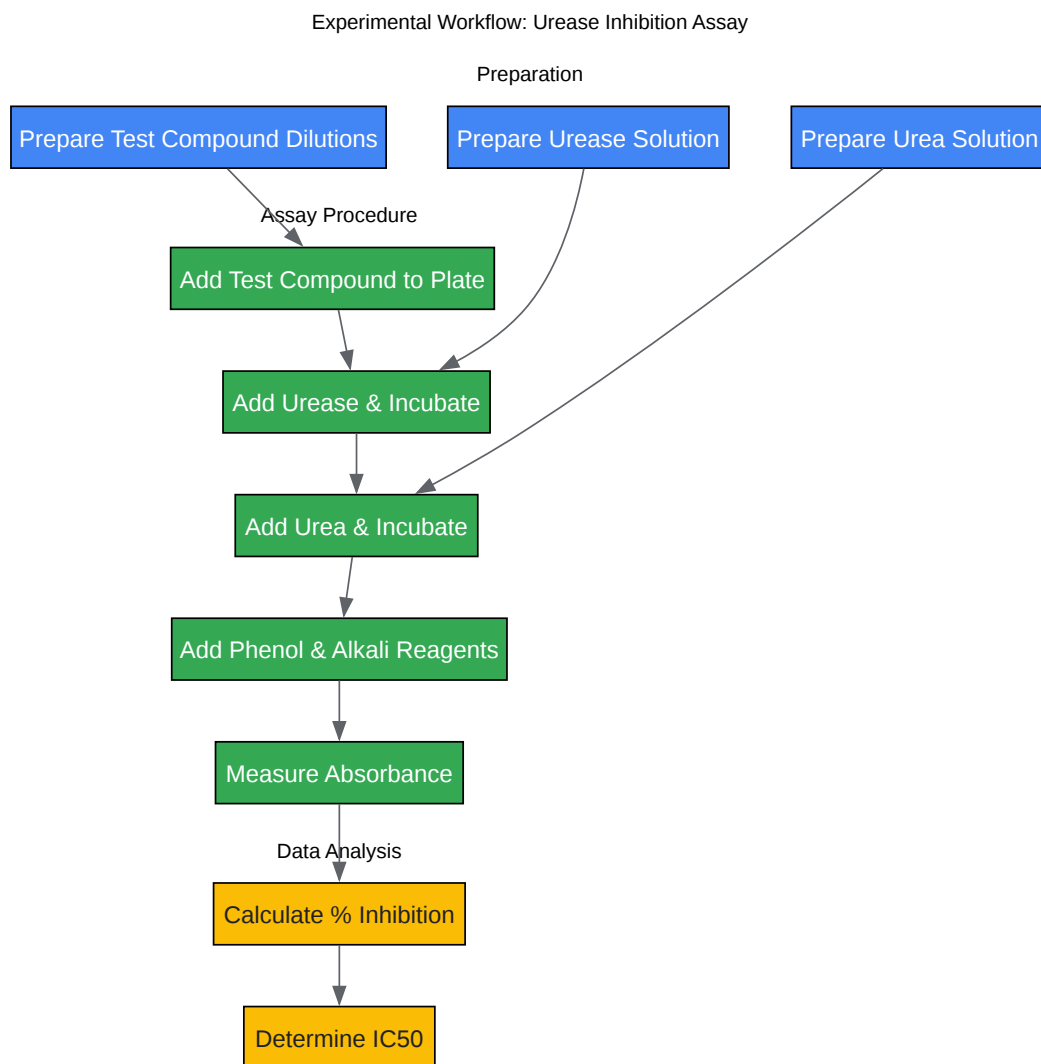 Experimental Workflow: Urease Inhibition Assay
Preparation
Prepare Test Compound Dilutions
Prepare Urease Solution
Prepare Urea Solution
Assay Procedure
Add Test Compound to Plate
Add Urease & Incubate
Add Urea & Incubate
Add Phenol & Alkali Reagents
Measure Absorbance
Data Analysis
Calculate % Inhibition
Determine IC50